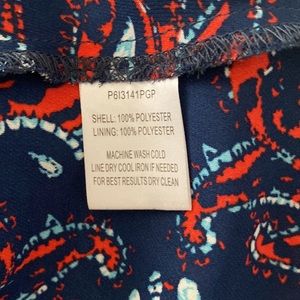 P6I3141PGP
SHELL: 100% POLYESTER
LINING: 100% POLYESTER
MACHINE WASH COLD
LINE DRY COOL IRON IF NEEDED
FOR BEST RESULTS DRY CLEAN